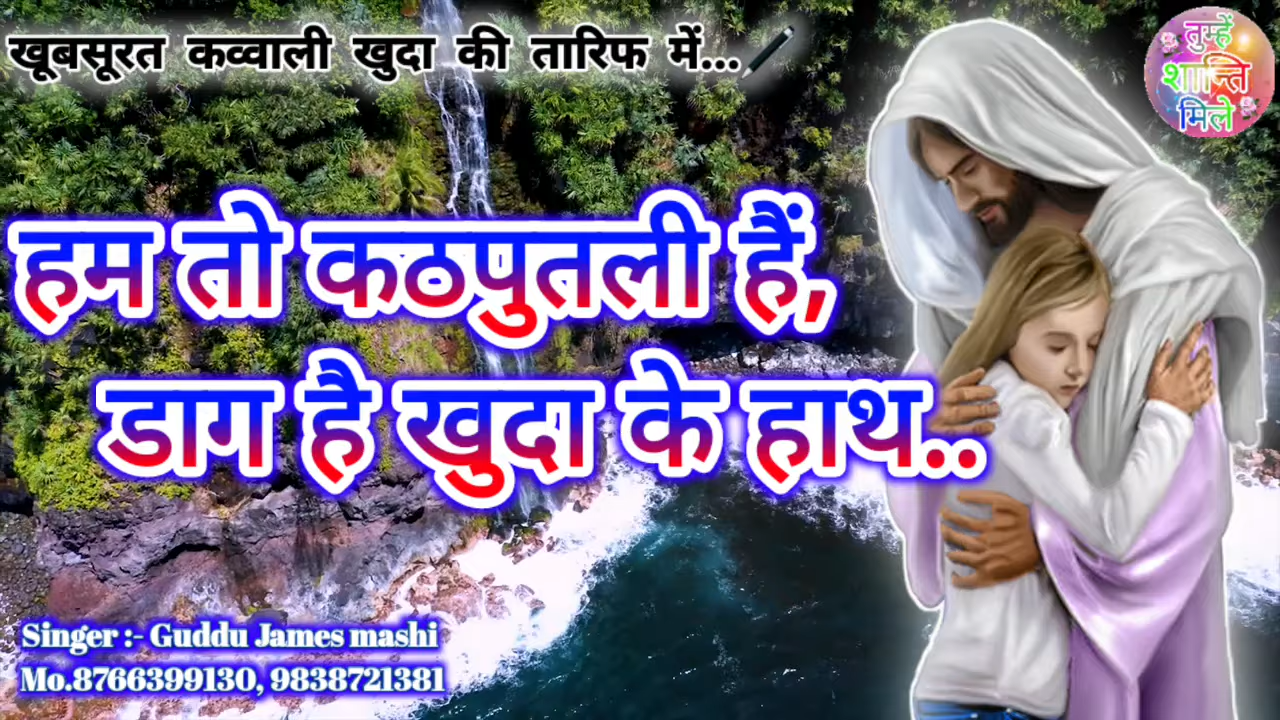 खूबसूरत कव्वाली खुदा की तारिफ में...
तुम्हें
शान्ति
मिले
हम तो कठपुतली हैं,
डाग है खुदा के हाथ..
Singer :- Guddu James mashi
Mo.8766399130, 9838721381